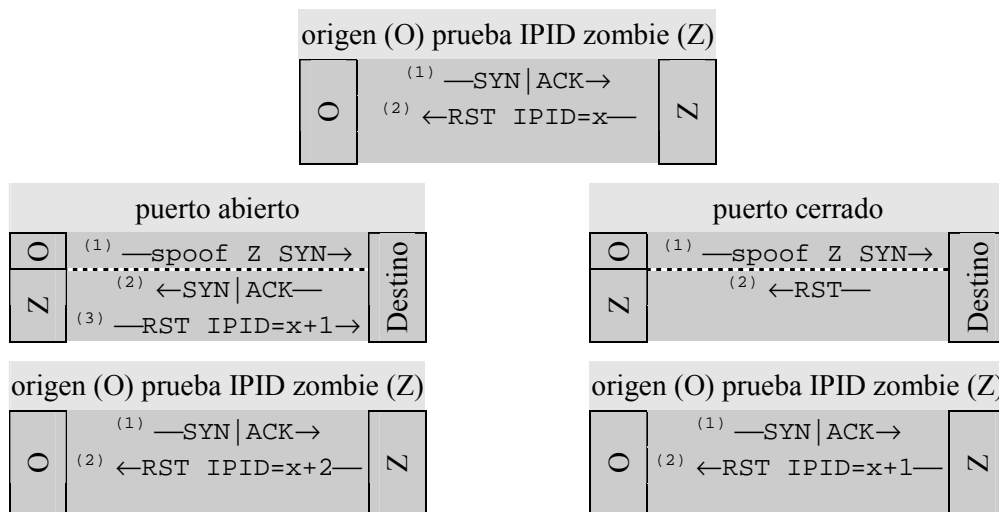 origen (O) prueba IPID zombie (Z)
O
(1) —SYN|ACK→
(2) ←RST IPID=x—
Z
puerto abierto
O
Z
(1) —spoof Z SYN→
(2) ←SYN|ACK—
(3) —RST IPID=x+1→
Destino
puerto cerrado
O
Z
(1) —spoof Z SYN→
(2) ←RST—
Destino
origen (O) prueba IPID zombie (Z)
O
(1) —SYN|ACK→
(2) ←RST IPID=x+2—
Z
origen (O) prueba IPID zombie (Z)
O
(1) —SYN|ACK→
(2) ←RST IPID=x+1—
Z